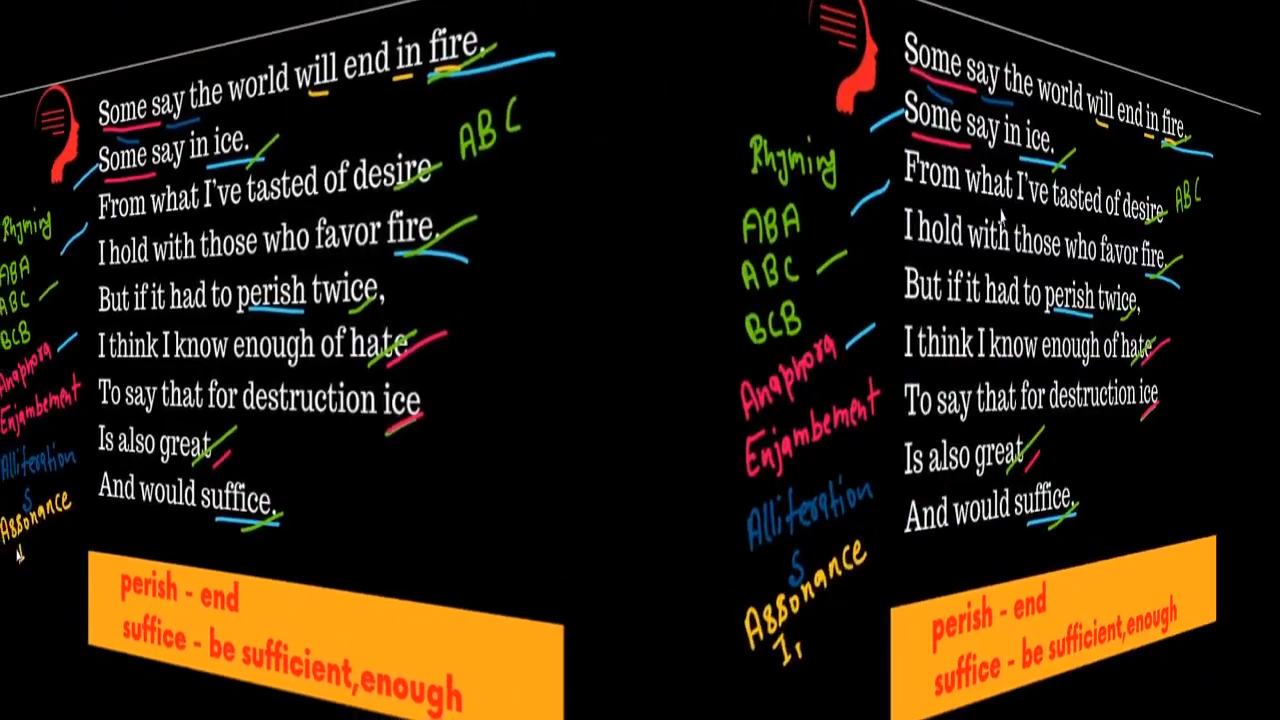 Some say the world will end in fire.
Some say in ice.
From what I've tasted of desire
I hold with those who favor fire.
But if it had to perish twice,
I think I know enough of hate
To say that for destruction ice
Is also great
And would suffice.
ABC
Rhyming
ABA
ABC
BCB
Anaphora
Enjambement
Alliteration
S
Assonance
perish - end
suffice - be sufficient,enough
Some say the world will end in fire.
Some say in ice.
From what I've tasted of desire
I hold with those who favor fire.
But if it had to perish twice,
I think I know enough of hate
To say that for destruction ice
Is also great
And would suffice.
ABC
Rhyming
ABA
ABC
BCB
Anaphora
Enjambement
Alliteration
S
Assonance
perish - end
suffice - be sufficient,enough